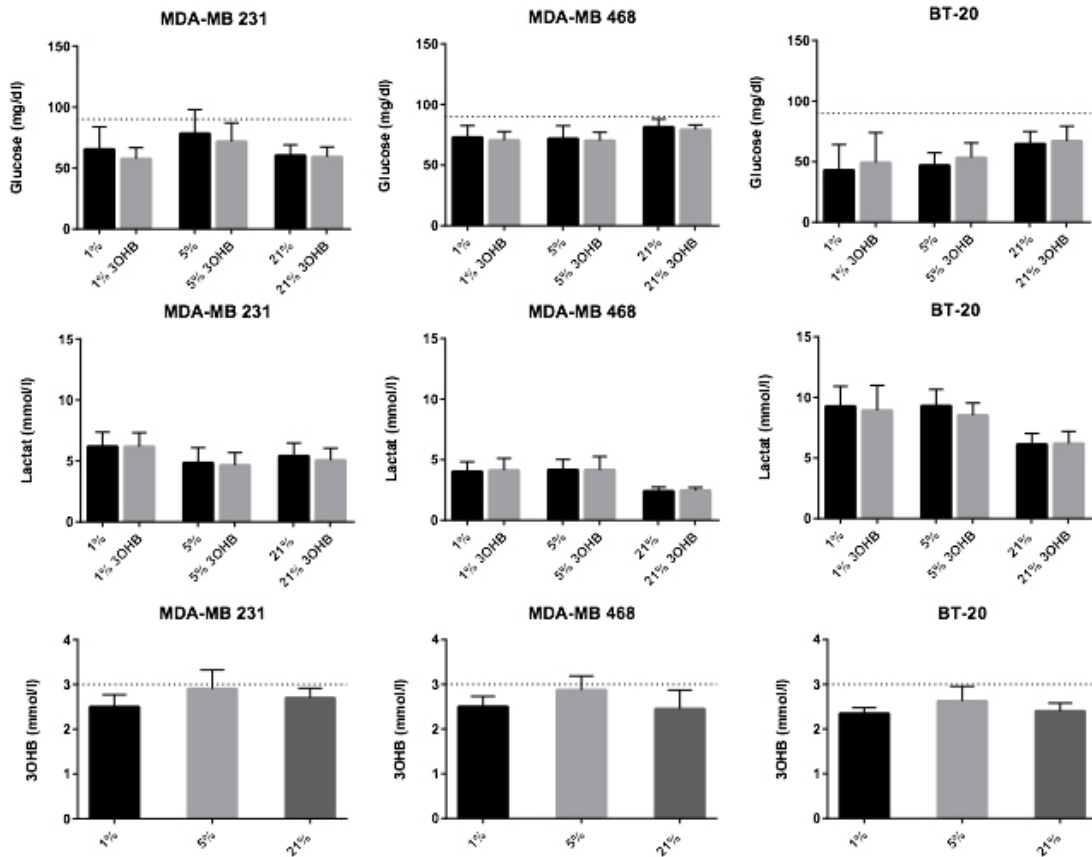 MDA-MB 231
Glucose (mg/dl)
150
100
50
0
1%
1% 3OHB
5%
5% 3OHB
21%
21% 3OHB
MDA-MB 468
Glucose (mg/dl)
150
100
50
0
1%
1% 3OHB
5%
5% 3OHB
21%
21% 3OHB
BT-20
Glucose (mg/dl)
150
100
50
0
1%
1% 3OHB
5%
5% 3OHB
21%
21% 3OHB
MDA-MB 231
Lactat (mmol/l)
15
10
5
0
1%
1% 3OHB
5%
5% 3OHB
21%
21% 3OHB
MDA-MB 468
Lactat (mmol/l)
15
10
5
0
1%
1% 3OHB
5%
5% 3OHB
21%
21% 3OHB
BT-20
Lactat (mmol/l)
15
10
5
0
1%
1% 3OHB
5%
5% 3OHB
21%
21% 3OHB
MDA-MB 231
3OHB (mmol/l)
4
3
2
1
0
1%
5%
21%
MDA-MB 468
3OHB (mmol/l)
4
3
2
1
0
1%
5%
21%
BT-20
3OHB (mmol/l)
4
3
2
1
0
1%
5%
21%